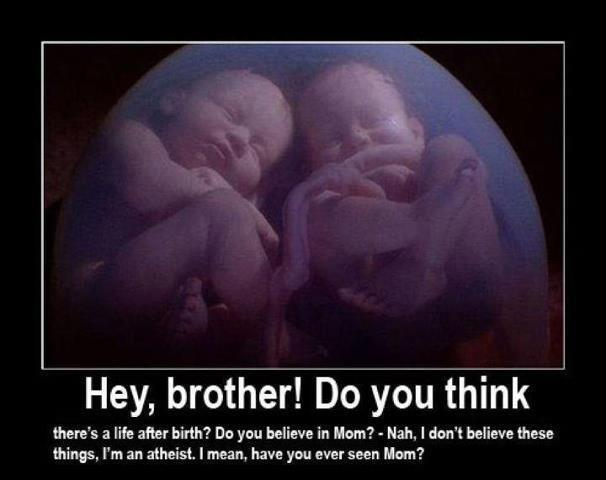 Hey, brother! Do you think
there's a life after birth? Do you believe in Mom? - Nah, I don't believe these
things, I'm an atheist. I mean, have you ever seen Mom?